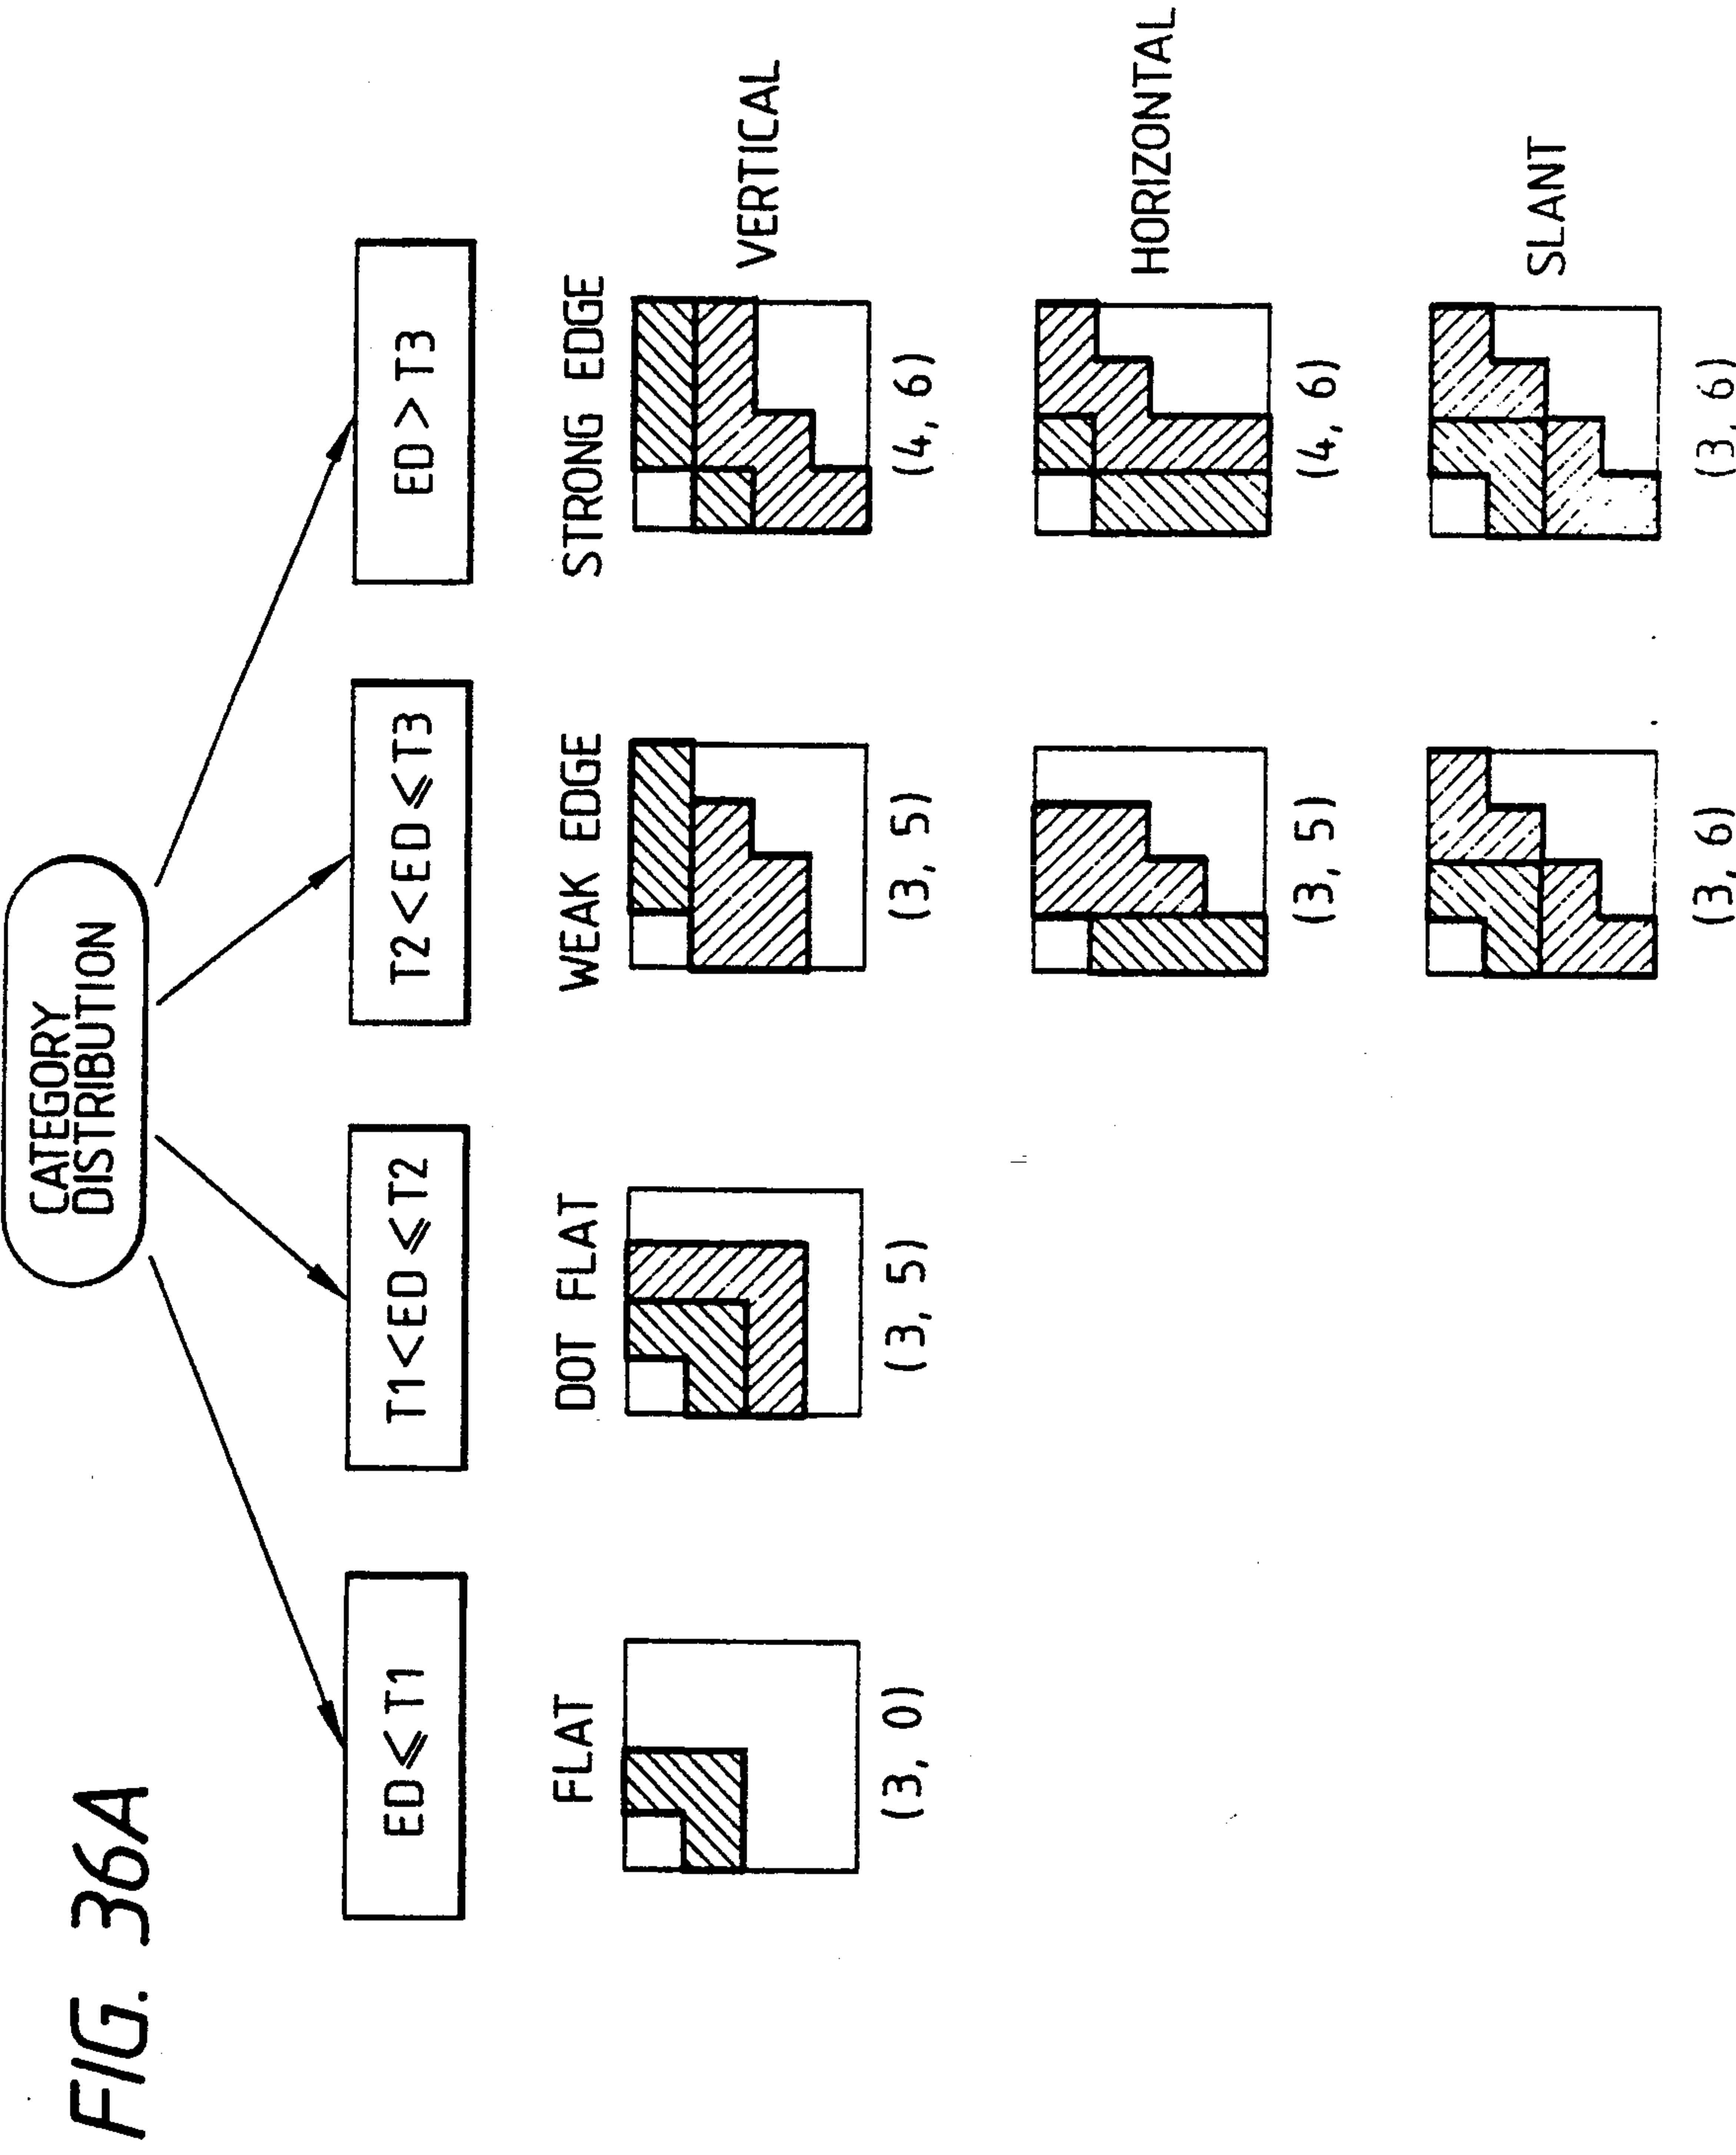 FIG. 36A
CATEGORY
DISTRIBUTION
ED≦T1
T1<ED≦T2
T2<ED≦T3
ED>T3
FLAT
DOT FLAT
WEAK EDGE
STRONG EDGE
VERTICAL
(3, 0)
(3, 5)
(3, 5)
(4, 6)
HORIZONTAL
(3, 5)
(4, 6)
SLANT
(3, 6)
(3, 6)